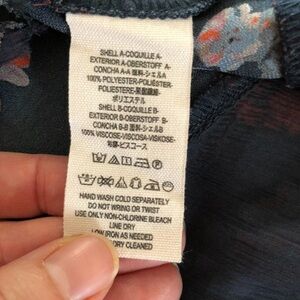 SHELL A-COQUILLE A-
EXTERIOR A-OBERSTOFF A-
CONCHA A-A 面料-シェルA
100% POLYESTER-POLIÉSTER-
POLIESTERE-聚酯纖維-
ポリエステル
SHELL B-COQUILLE B-
EXTERIOR B-OBERSTOFF B-
CONCHA B-B 面料-シェルB
100% VISCOSE-VISCOSA-VISKOSE-
ビスコース
HAND WASH COLD SEPARATELY
DO NOT WRING OR TWIST
USE ONLY NON-CHLORINE BLEACH
LINE DRY
LOW IRON AS NEEDED
DRY CLEANED